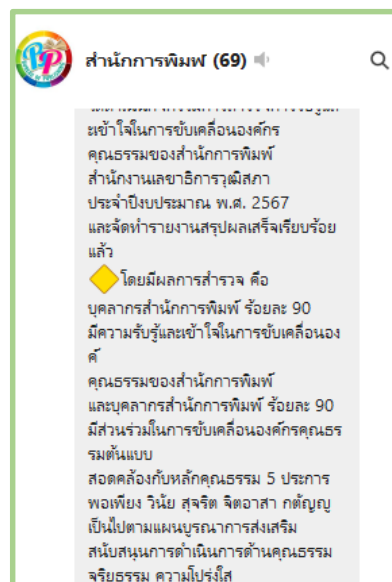 สำนักการพิมพ์ (69)
ะเข้าใจในการขับเคลื่อนองค์กร
คุณธรรมของสำนักการพิมพ์
สำนักงานเลขาธิการวุฒิสภา
ประจำปีงบประมาณ พ.ศ. 2567
และจัดทำรายงานสรุปผลเสร็จเรียบร้อย
แล้ว
โดยมีผลการสำรวจ คือ
บุคลากรสำนักการพิมพ์ ร้อยละ 90
มีความรับรู้และเข้าใจในการขับเคลื่อนอง
ค์
คุณธรรมของสำนักการพิมพ์
และบุคลากรสำนักการพิมพ์ ร้อยละ 90
มีส่วนร่วมในการขับเคลื่อนองค์กรคุณธร
รมต้นแบบ
สอดคล้องกับหลักคุณธรรม 5 ประการ
พอเพียง วินัย สุจริต จิตอาสา กตัญญู
เป็นไปตามแผนบูรณาการส่งเสริม
สนับสนุนการดำเนินการด้านคุณธรรม
จริยธรรม ความโปร่งใส